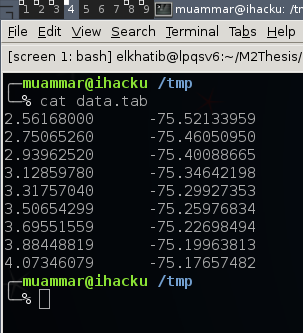 1 2 3 4 5 6 7 8 9 muammar@ihacku: /tmp
File Edit View Search Terminal Tabs Help
[screen 1: bash] elkhatib@lpqsv6:~/M2Thesis/
muammar@ihacku /tmp
% cat data.tab
2.56168000 -75.52133959
2.75065260 -75.46050950
2.93962520 -75.40088665
3.12859780 -75.34642198
3.31757040 -75.29927353
3.50654299 -75.25976834
3.69551559 -75.22698494
3.88448819 -75.19963813
4.07346079 -75.17657482
muammar@ihacku /tmp
%